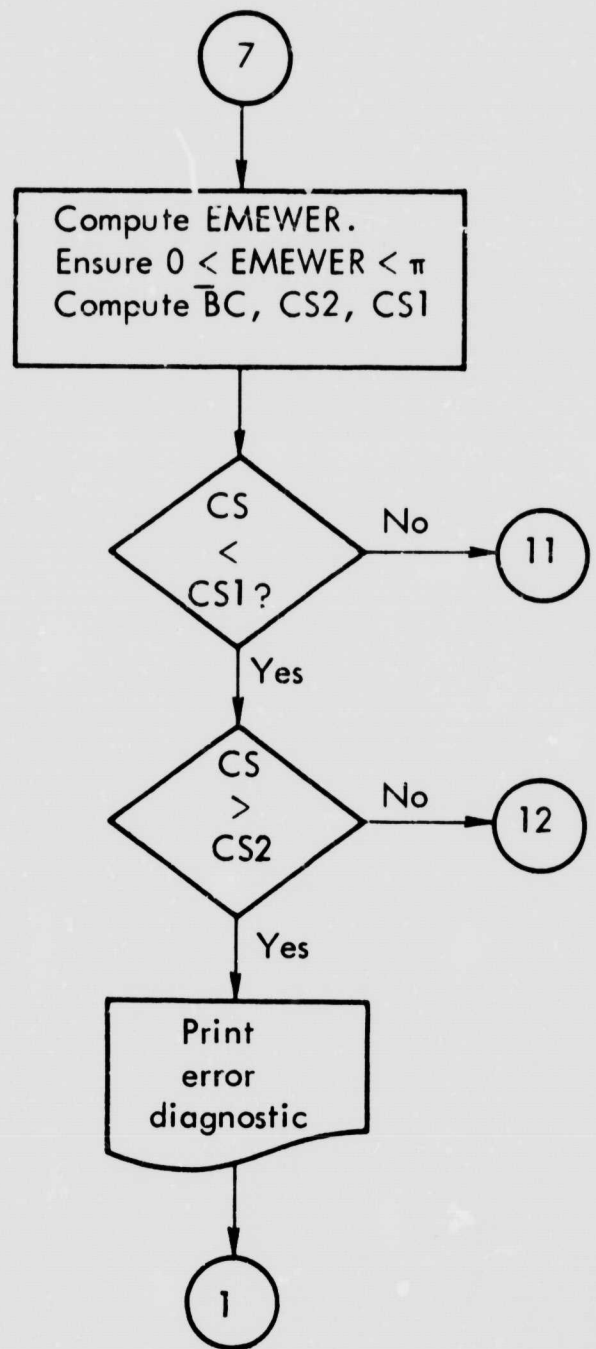 7
Compute EMEWER.
Ensure 0 < EMEWER < π
Compute B̅C, CS2, CS1
CS
<
CS1?
No
11
Yes
CS
>
CS2
No
12
Yes
Print
error
diagnostic
1